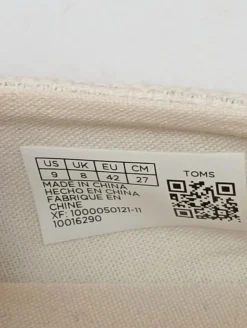 US UK EU CM
9 8 42 27
MADE IN CHINA
HECHO EN CHINA
FABRIQUE EN
CHINE
XF: 1000050121-11
10016290
TOMS